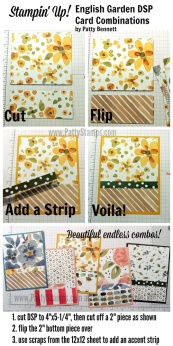 Stampin' Up!
English Garden DSP
Card Combinations
by Patty Bennett
Cut
Flip
www.PattyStamps.com
Add a Strip
Voila!
Beautiful endless combos!
1. cut DSP to 4"x5-1/4", then cut off a 2" piece as shown
2. flip the 2" bottom piece over
3. use scraps from the 12x12 sheet to add an accent strip